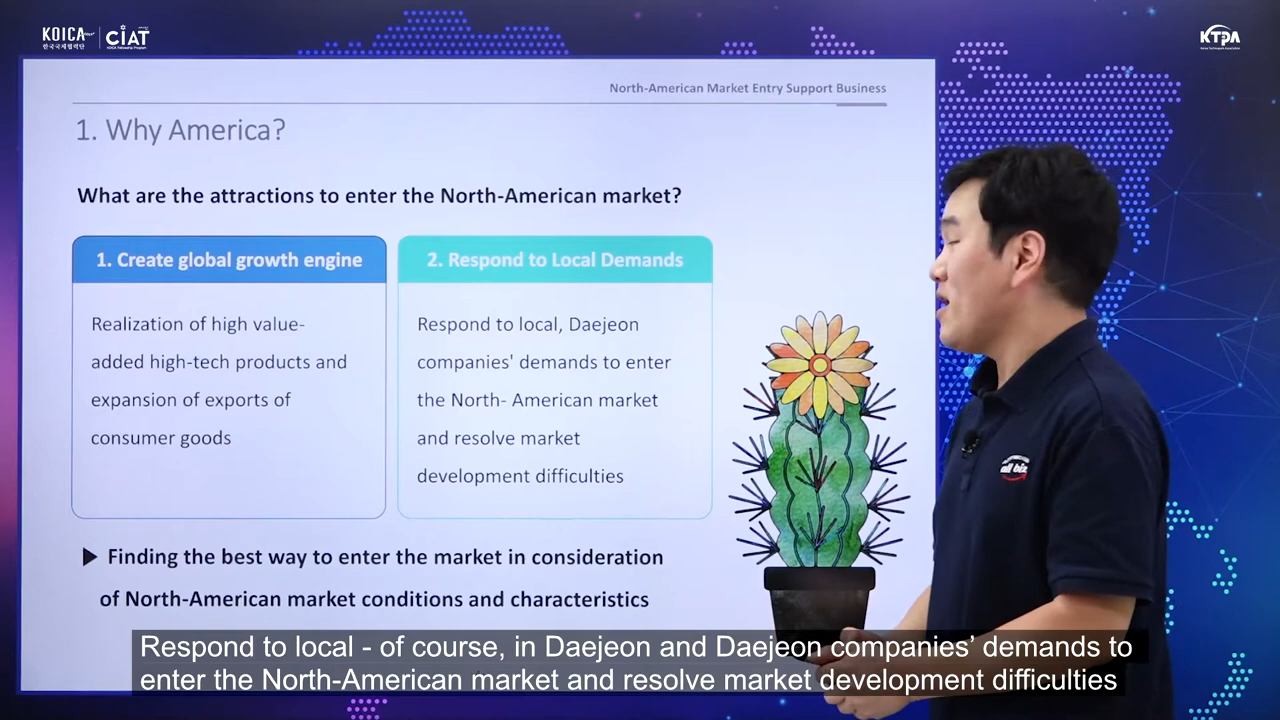 KOICA
한국국제협력단
CIAT
KOICA Fellowship Program
KTPA
Korea Technopark Association
North-American Market Entry Support Business
1. Why America?
What are the attractions to enter the North-American market?
1. Create global growth engine
Realization of high value-
added high-tech products and
expansion of exports of
consumer goods
2. Respond to Local Demands
Respond to local, Daejeon
companies' demands to enter
the North- American market
and resolve market
development difficulties
Finding the best way to enter the market in consideration
of North-American market conditions and characteristics
all biz
Respond to local - of course, in Daejeon and Daejeon companies’ demands to
enter the North-American market and resolve market development difficulties